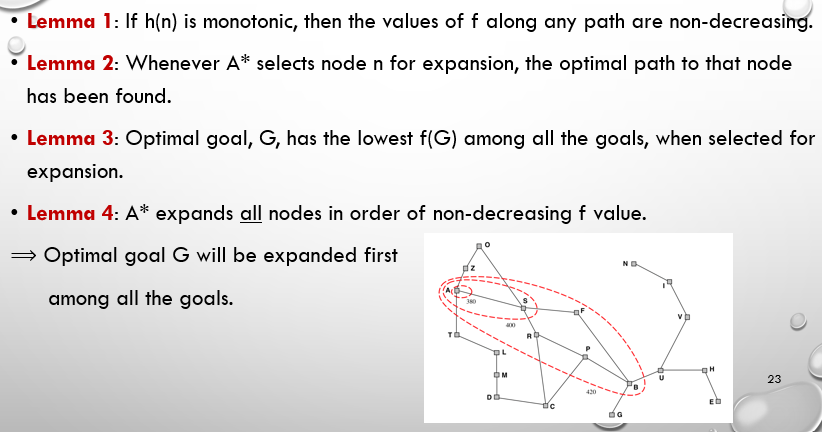 • Lemma 1: If h(n) is monotonic, then the values of f along any path are non-decreasing.
• Lemma 2: Whenever A* selects node n for expansion, the optimal path to that node
has been found.
• Lemma 3: Optimal goal, G, has the lowest f(G) among all the goals, when selected for
expansion.
• Lemma 4: A* expands all nodes in order of non-decreasing f value.
⟹ Optimal goal G will be expanded first
among all the goals.
O
N
Z
I
A
380
S
F
V
400
T
R
L
P
M
H
U
B
420
D
E
C
G
23